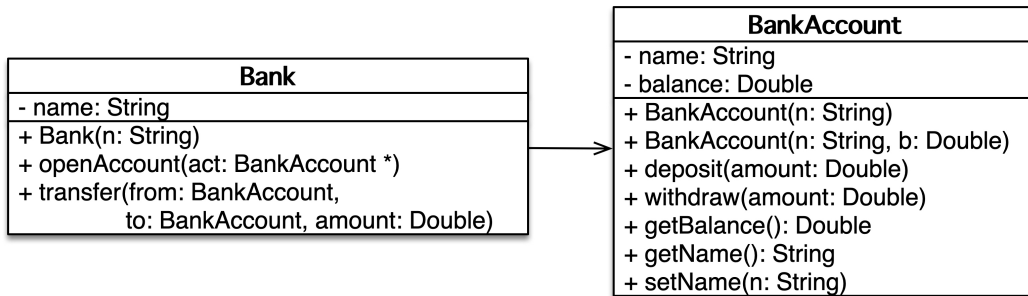 Bank
- name: String
+ Bank(n: String)
+ openAccount(act: BankAccount *)
+ transfer(from: BankAccount,
to: BankAccount, amount: Double)
BankAccount
- name: String
- balance: Double
+ BankAccount(n: String)
+ BankAccount(n: String, b: Double)
+ deposit(amount: Double)
+ withdraw(amount: Double)
+ getBalance(): Double
+ getName(): String
+ setName(n: String)